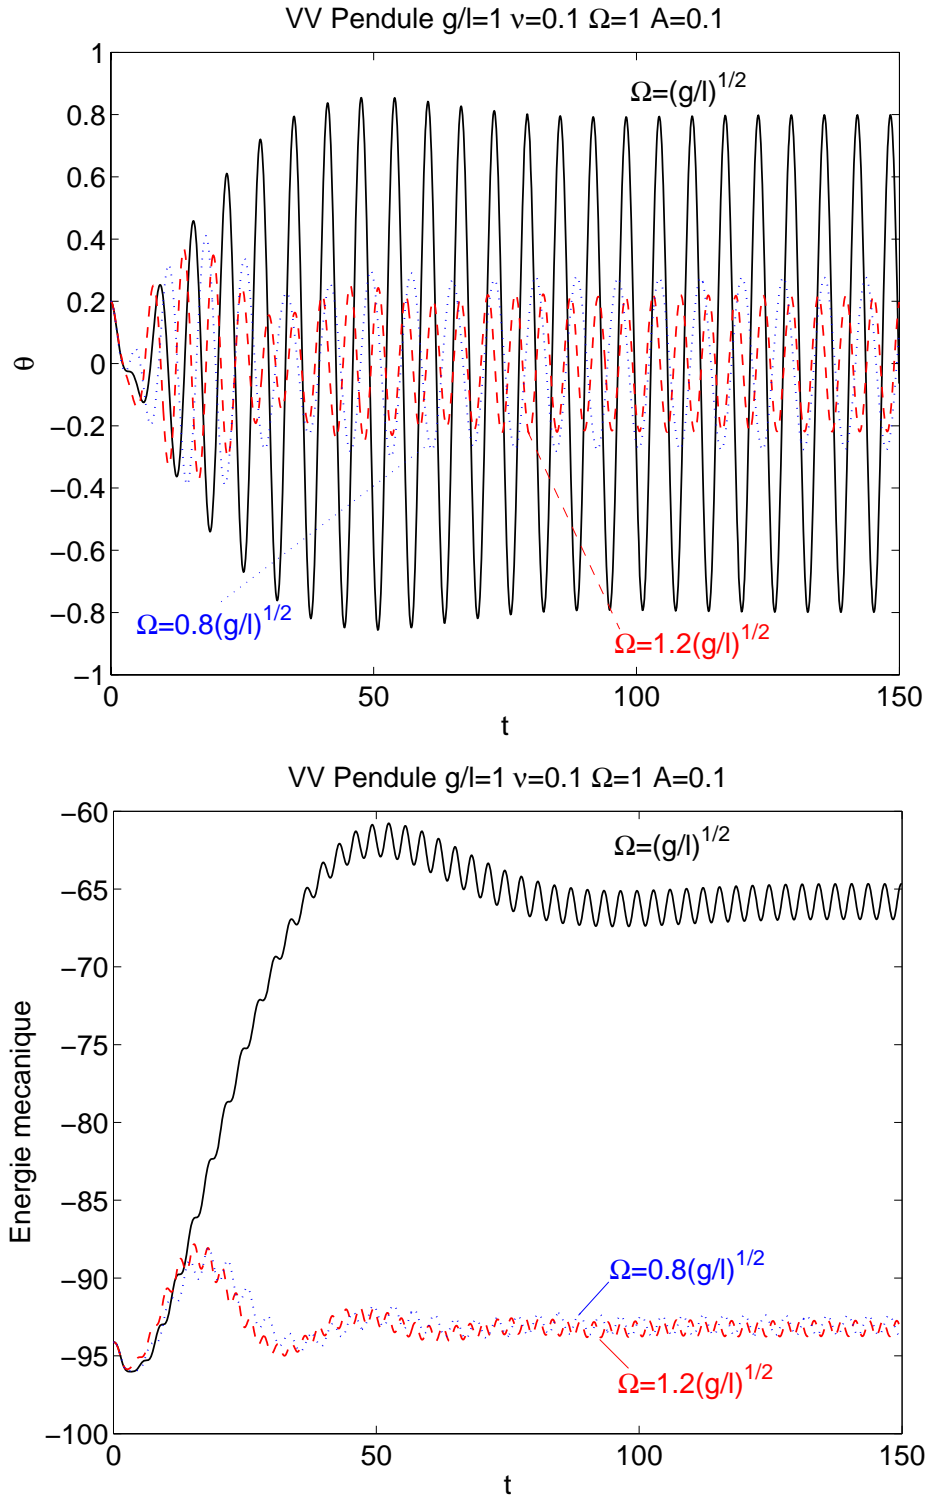 VV Pendule g/l=1 ν=0.1 Ω=1 A=0.1
1
0.8
0.6
0.4
0.2
0
−0.2
−0.4
−0.6
−0.8
−1
θ
Ω=(g/l)^1/2
Ω=0.8(g/l)^1/2
Ω=1.2(g/l)^1/2
0 50 100 150
t
VV Pendule g/l=1 ν=0.1 Ω=1 A=0.1
−60
−65
−70
−75
−80
−85
−90
−95
−100
Energie mecanique
Ω=(g/l)^1/2
Ω=0.8(g/l)^1/2
Ω=1.2(g/l)^1/2
0 50 100 150
t